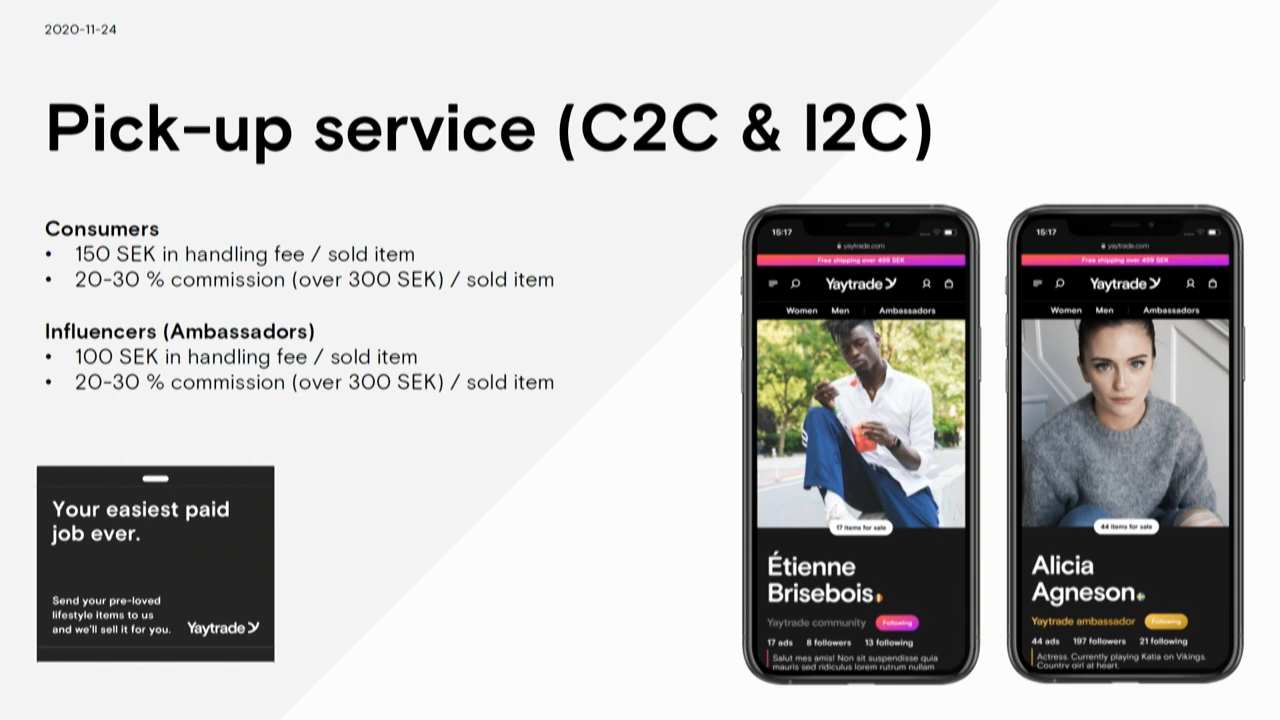 2020-11-24
Pick-up service (C2C & I2C)
Consumers
• 150 SEK in handling fee / sold item
• 20-30 % commission (over 300 SEK) / sold item
Influencers (Ambassadors)
• 100 SEK in handling fee / sold item
• 20-30 % commission (over 300 SEK) / sold item
Your easiest paid
job ever.
Send your pre-loved
lifestyle items to us
and we'll sell it for you.
Yaytrade
15:17
yaytrade.com
Free shipping over 499 SEK
Yaytrade
Women Men Ambassadors
17 items for sale
Étienne
Brisebois
Yaytrade community Following
17 ads 8 followers 13 following
Salut mes amis! Non sit suspendisse quia
mauris sed ridiculus lorem rutrum nullam
15:17
yaytrade.com
Free shipping over 499 SEK
Yaytrade
Women Men Ambassadors
44 items for sale
Alicia
Agneson
Yaytrade ambassador Following
44 ads 197 followers 21 following
Actress. Currently playing Katia on Vikings.
Country girl at heart.